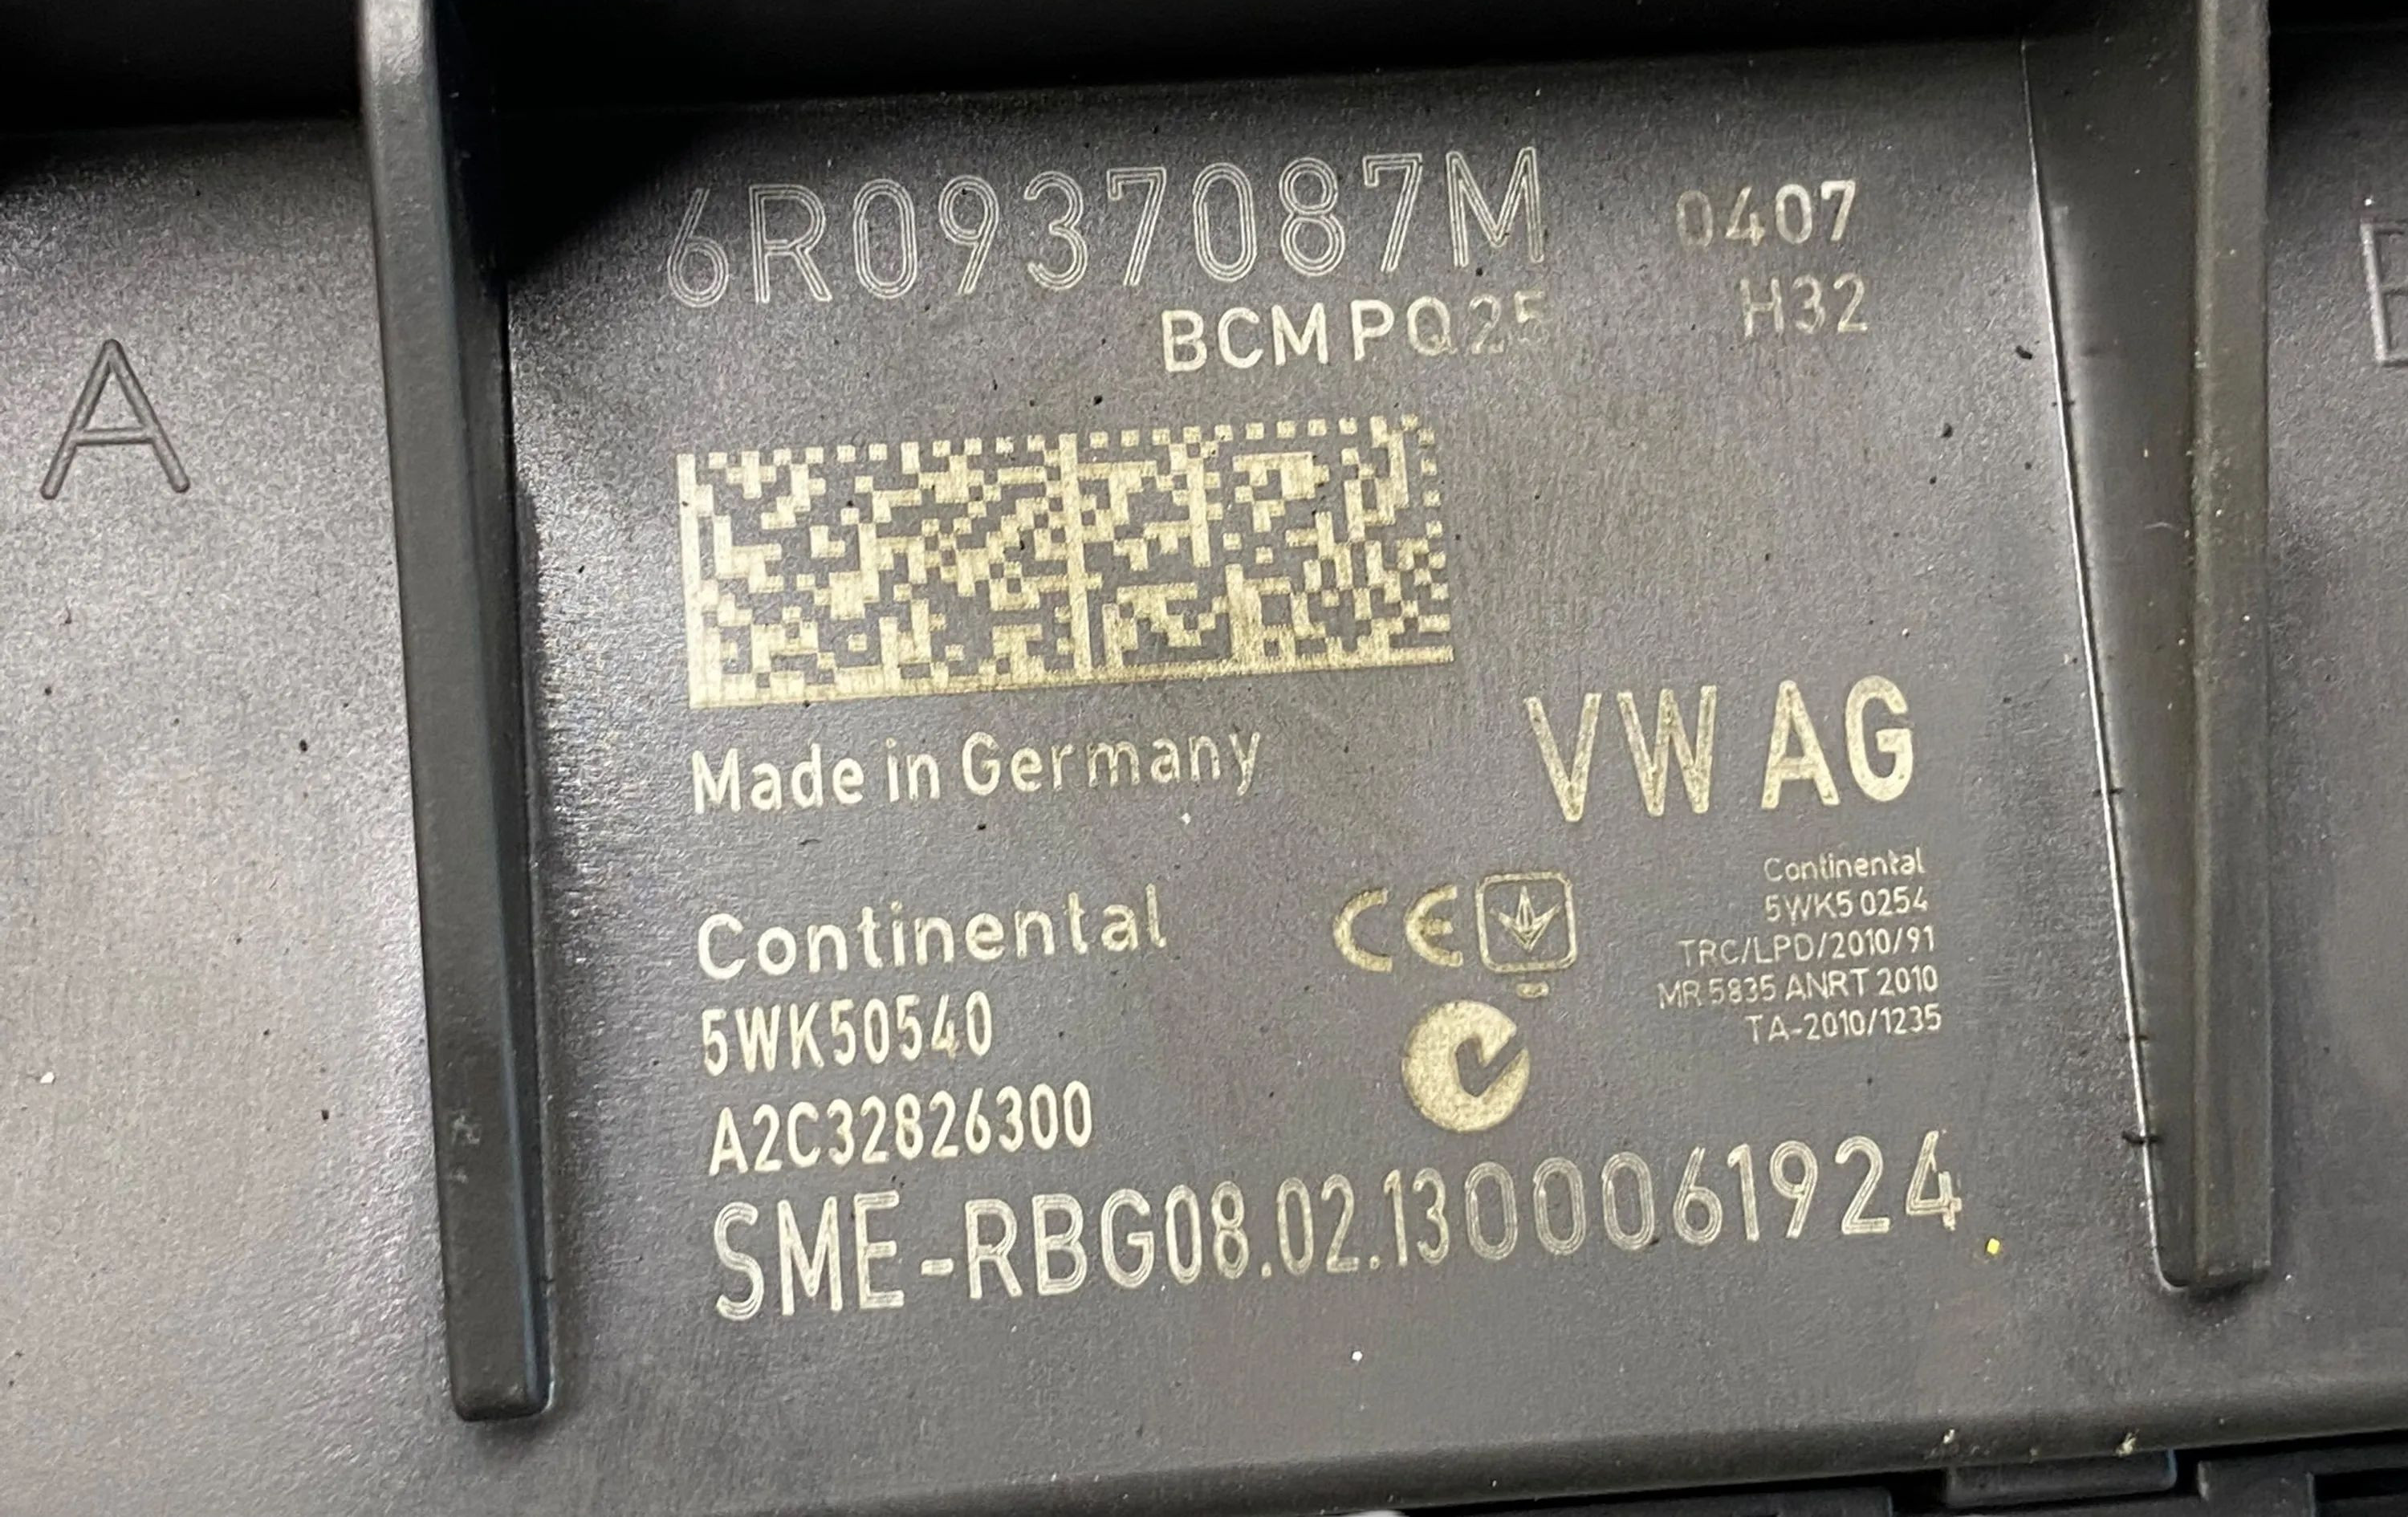 6R0937087M 0407
BCM PQ25 H32
A
Made in Germany
VW AG
Continental
5WK50540
A2C32826300
CE
Continental
5WK5 0254
TRC/LPD/2010/91
MR 5835 ANRT 2010
TA-2010/1235
SME-RBG08.02.1300061924